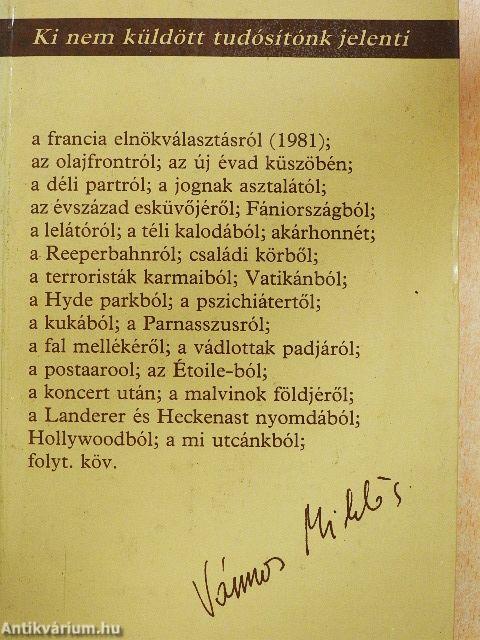 Ki nem küldött tudósítónk jelenti
a francia elnökválasztásról (1981);
az olajfrontról; az új évad küszöbén;
a déli partról; a jognak asztalától;
az évszázad esküvőjéről; Fániországból;
a lelátóról; a téli kalodából; akárhonnét;
a Reeperbahnról; családi körből;
a terroristák karmaiból; Vatikánból;
a Hyde parkból; a pszichiátertől;
a kukából; a Parnasszusról;
a fal mellékéről; a vádlottak padjáról;
a postaarool; az Étoile-ból;
a koncert után; a malvinok földjéről;
a Landerer és Heckenast nyomdából;
Hollywoodból; a mi utcánkból;
folyt. köv.
Vámos Miklós
Antikvárium.hu